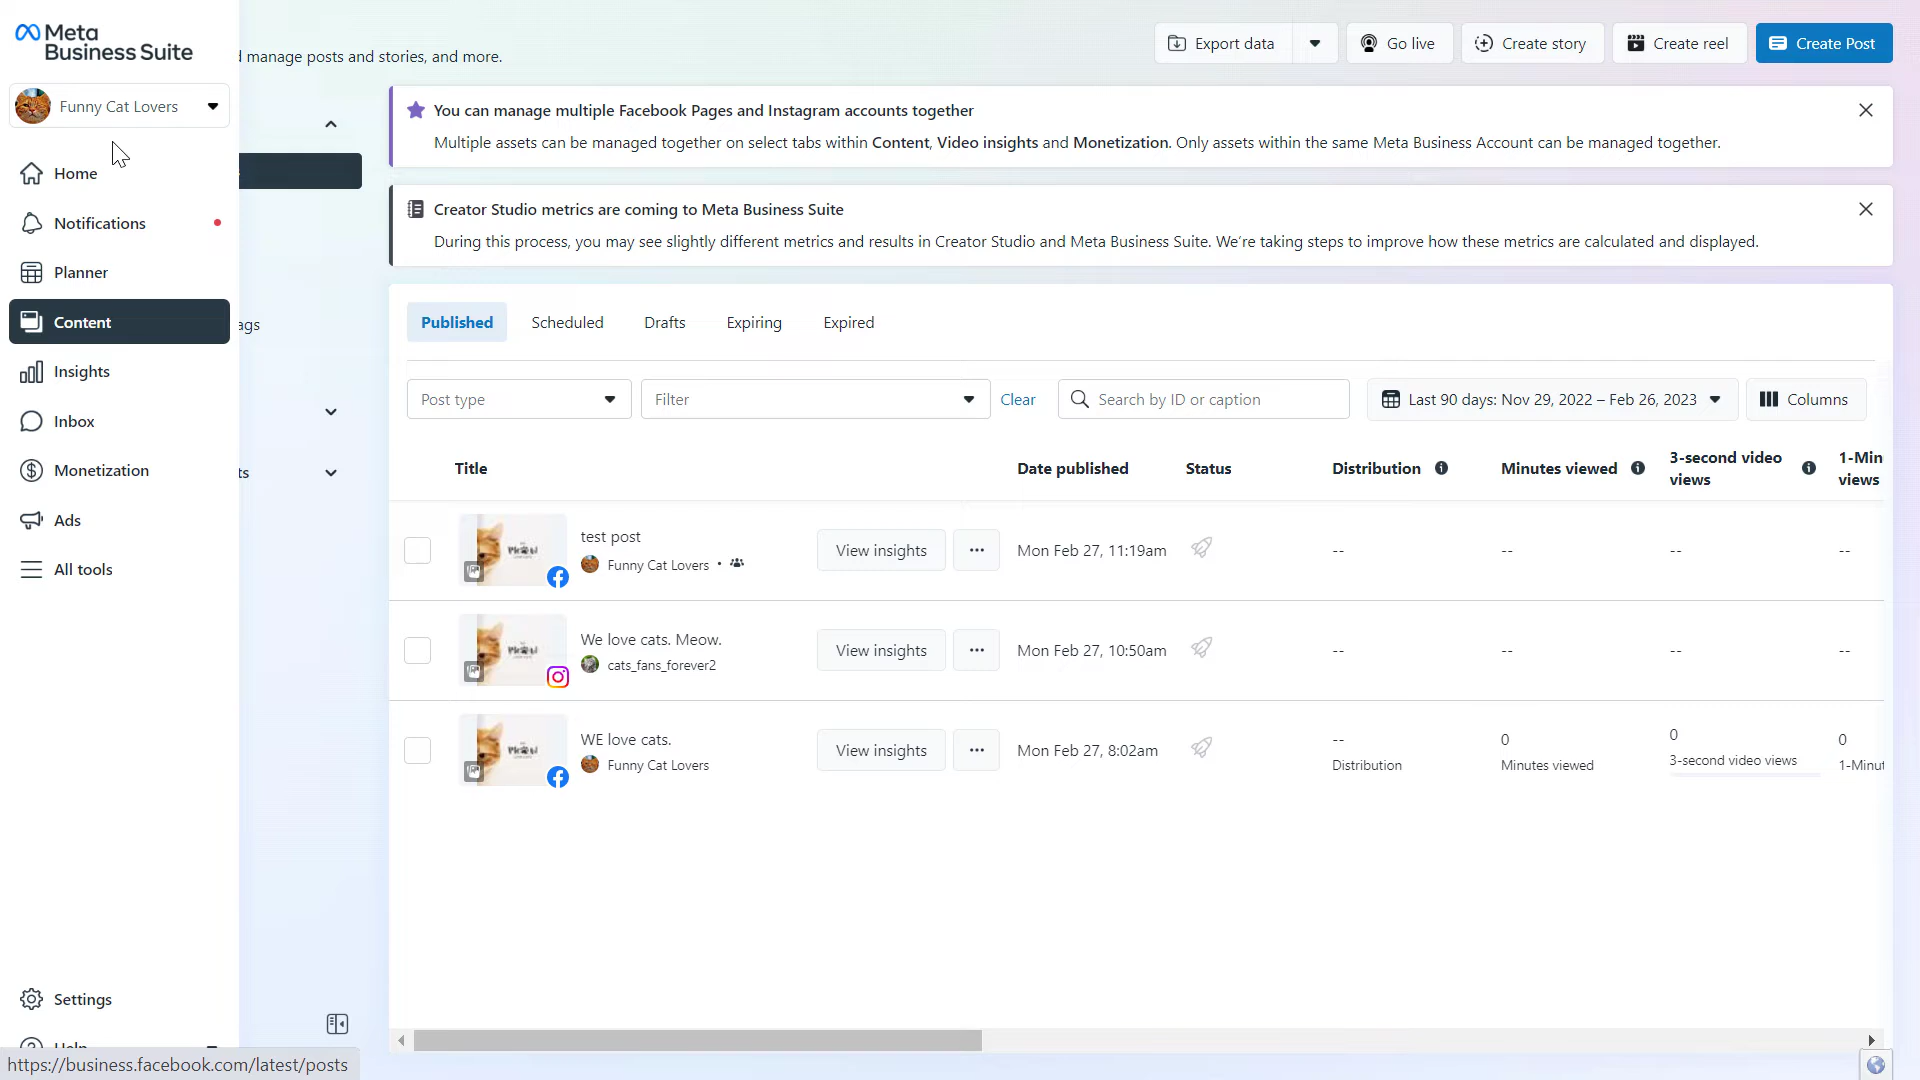 Meta
Business Suite
Funny Cat Lovers
Home
Notifications
Planner
Content
Insights
Inbox
Monetization
Ads
All tools
Settings
Help
https://business.facebook.com/latest/posts
d manage posts and stories, and more.
ags
ts
Export data
Go live
Create story
Create reel
Create Post
You can manage multiple Facebook Pages and Instagram accounts together
Multiple assets can be managed together on select tabs within Content, Video insights and Monetization. Only assets within the same Meta Business Account can be managed together.
Creator Studio metrics are coming to Meta Business Suite
During this process, you may see slightly different metrics and results in Creator Studio and Meta Business Suite. We're taking steps to improve how these metrics are calculated and displayed.
Published Scheduled Drafts Expiring Expired
Post type Filter Clear Search by ID or caption Last 90 days: Nov 29, 2022 – Feb 26, 2023 Columns
Title Date published Status Distribution Minutes viewed 3-second video views 1-Min views
test post
Funny Cat Lovers •
View insights ... Mon Feb 27, 11:19am -- -- -- --
We love cats. Meow.
cats_fans_forever2
View insights ... Mon Feb 27, 10:50am -- -- -- --
WE love cats.
Funny Cat Lovers
View insights ... Mon Feb 27, 8:02am -- 0 0 0
Distribution Minutes viewed 3-second video views 1-Minut